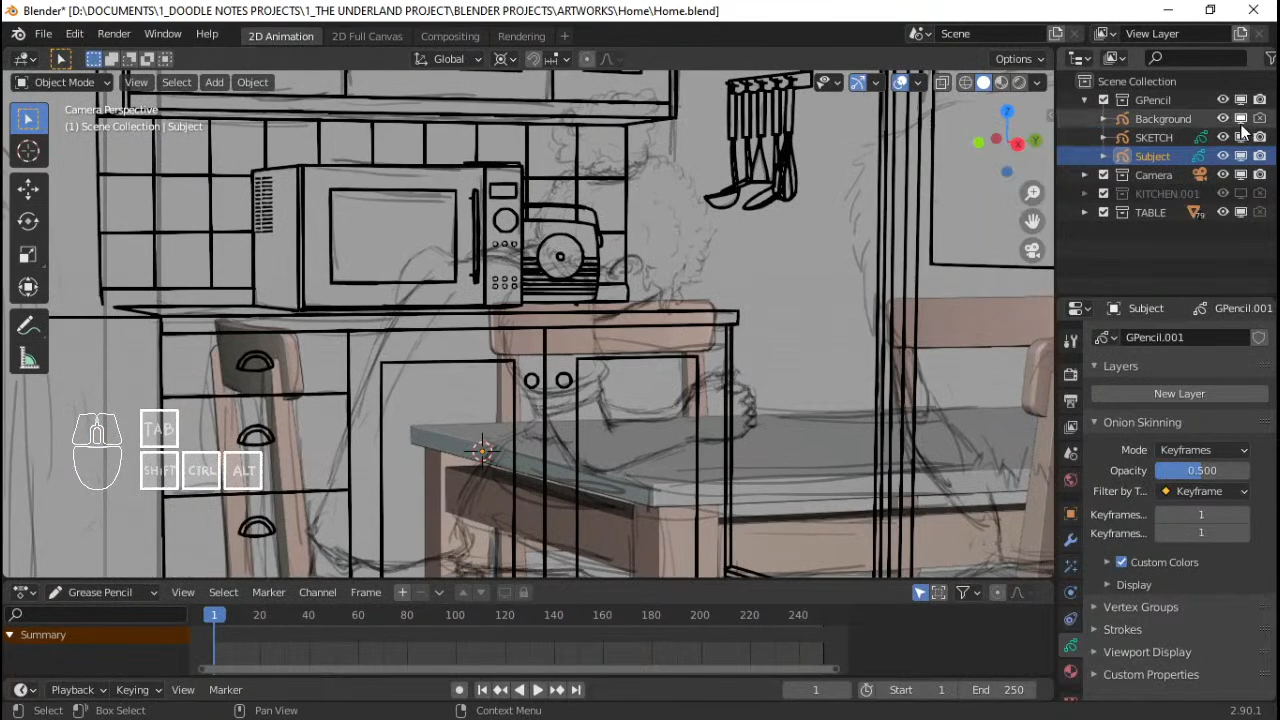 Blender* [D:\DOCUMENTS\1_DOODLE NOTES PROJECTS\1_THE UNDERLAND PROJECT\BLENDER PROJECTS\ARTWORKS\Home\Home.blend]
File Edit Render Window Help 2D Animation 2D Full Canvas Compositing Rendering + Scene View Layer
Global Options
Object Mode View Select Add Object
Camera Perspective
(1) Scene Collection | Subject
Z
X
Y
Scene Collection
GPencil
Background
SKETCH
Subject
Camera
KITCHEN.001
TABLE 79
Subject GPencil.001
GPencil.001
Layers
New Layer
Onion Skinning
Mode Keyframes
Opacity 0.500
Filter by T... Keyframe
Keyframes... 1
Keyframes... 1
Custom Colors
Display
Vertex Groups
Strokes
Viewport Display
Custom Properties
TAB
SHIFT CTRL ALT
Grease Pencil Select Marker Channel Frame
1 20 40 60 80 100 120 140 160 180 200 220 240
Summary
Playback Keying View Marker 1 Start 1 End 250
Select Box Select Pan View Context Menu 2.90.1